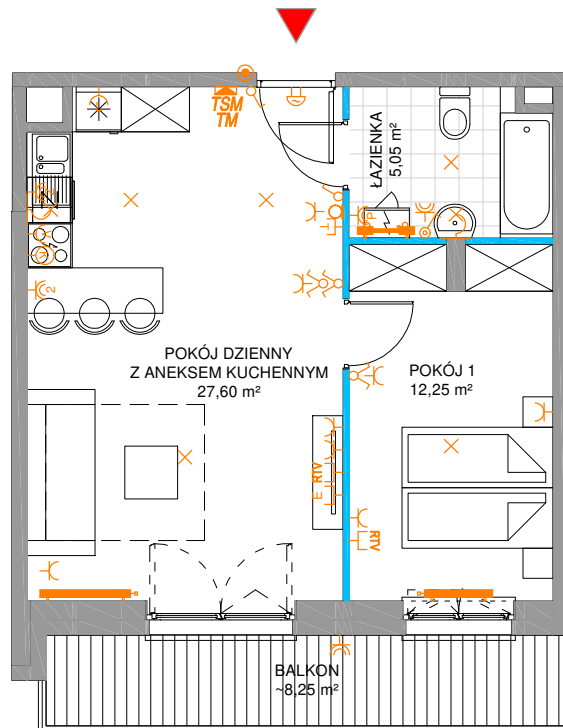 TSM
TM
ŁAZIENKA
5,05 m²
P
2
POKÓJ DZIENNY
Z ANEKSEM KUCHENNYM
27,60 m²
POKÓJ 1
12,25 m²
E RTV
RTV
BALKON
~8,25 m²